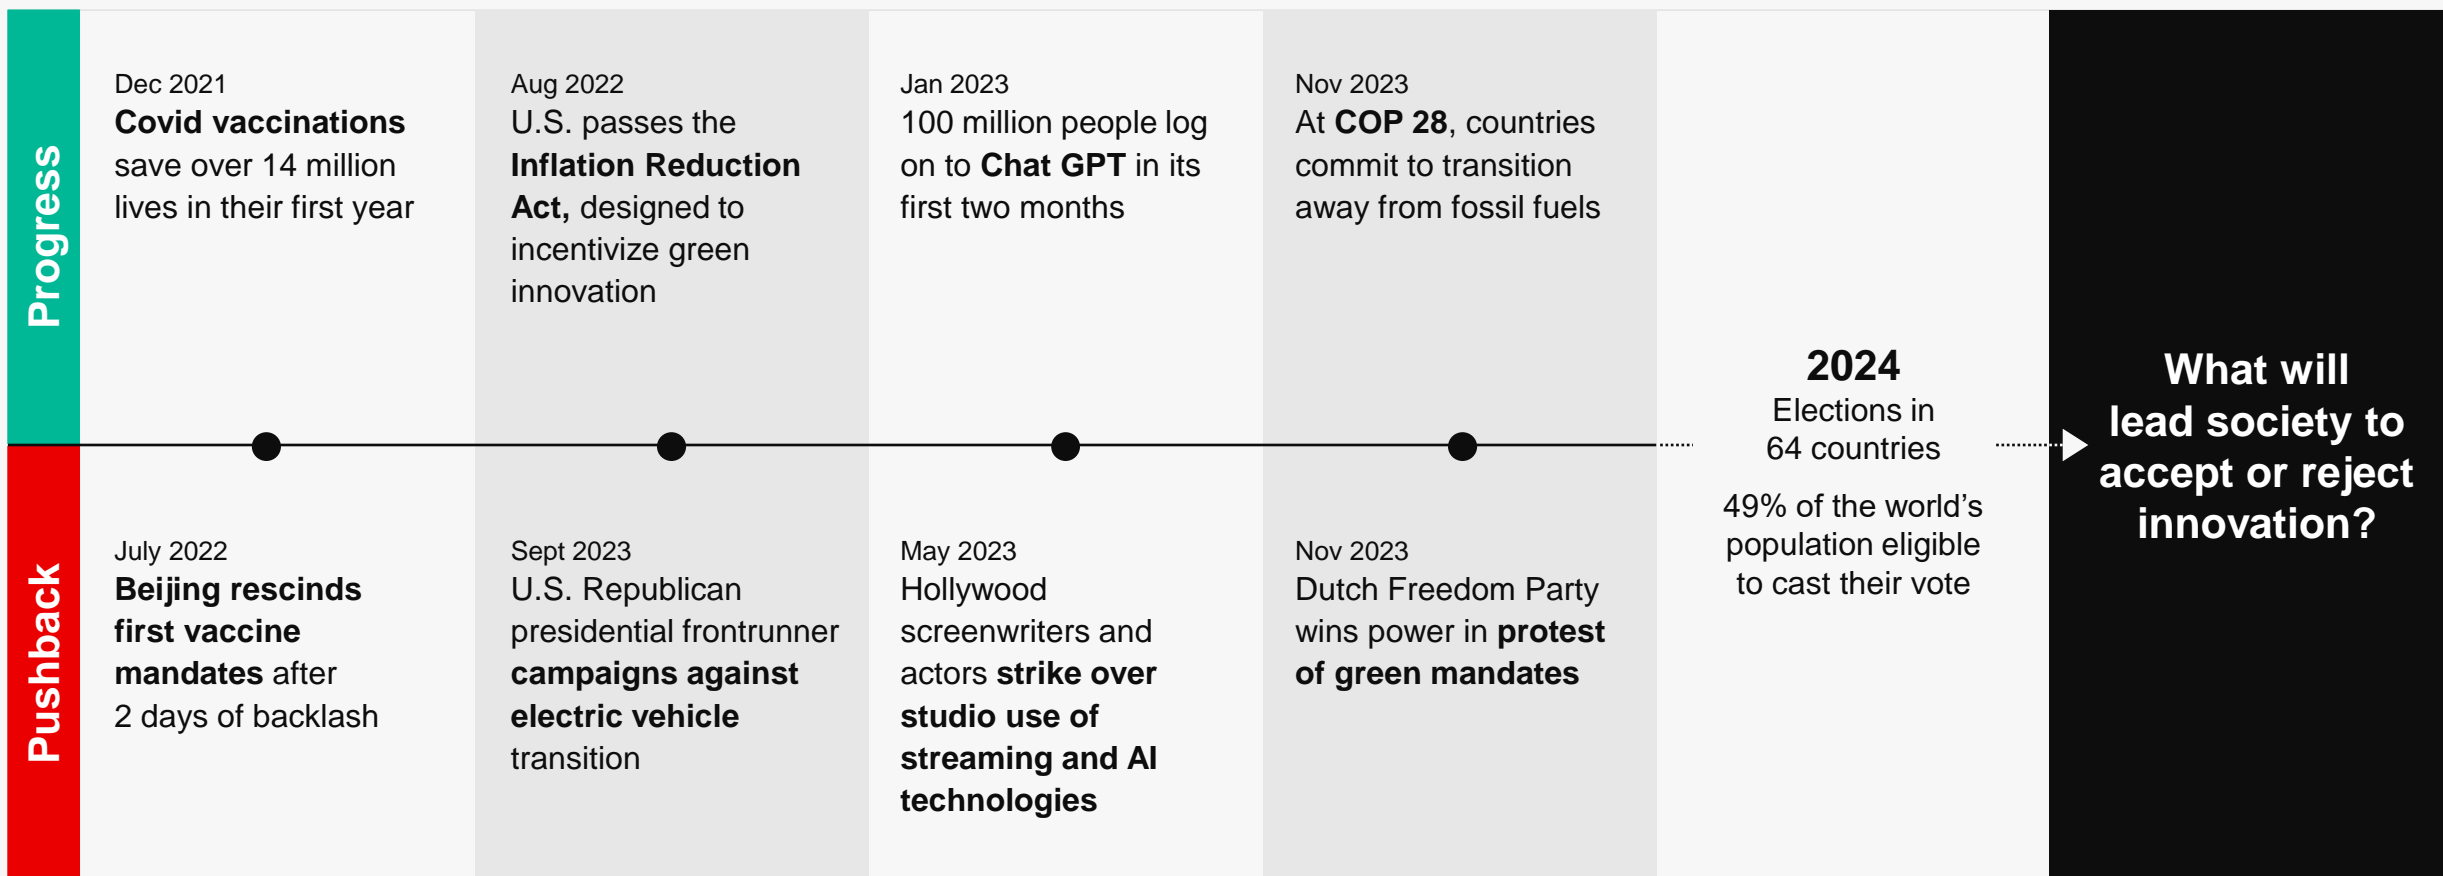 Progress
Dec 2021
Covid vaccinations
save over 14 million
lives in their first year
Aug 2022
U.S. passes the
Inflation Reduction
Act, designed to
incentivize green
innovation
Jan 2023
100 million people log
on to Chat GPT in its
first two months
Nov 2023
At COP 28, countries
commit to transition
away from fossil fuels
Pushback
July 2022
Beijing rescinds
first vaccine
mandates after
2 days of backlash
Sept 2023
U.S. Republican
presidential frontrunner
campaigns against
electric vehicle
transition
May 2023
Hollywood
screenwriters and
actors strike over
studio use of
streaming and AI
technologies
Nov 2023
Dutch Freedom Party
wins power in protest
of green mandates
2024
Elections in
64 countries
49% of the world’s
population eligible
to cast their vote
What will
lead society to
accept or reject
innovation?